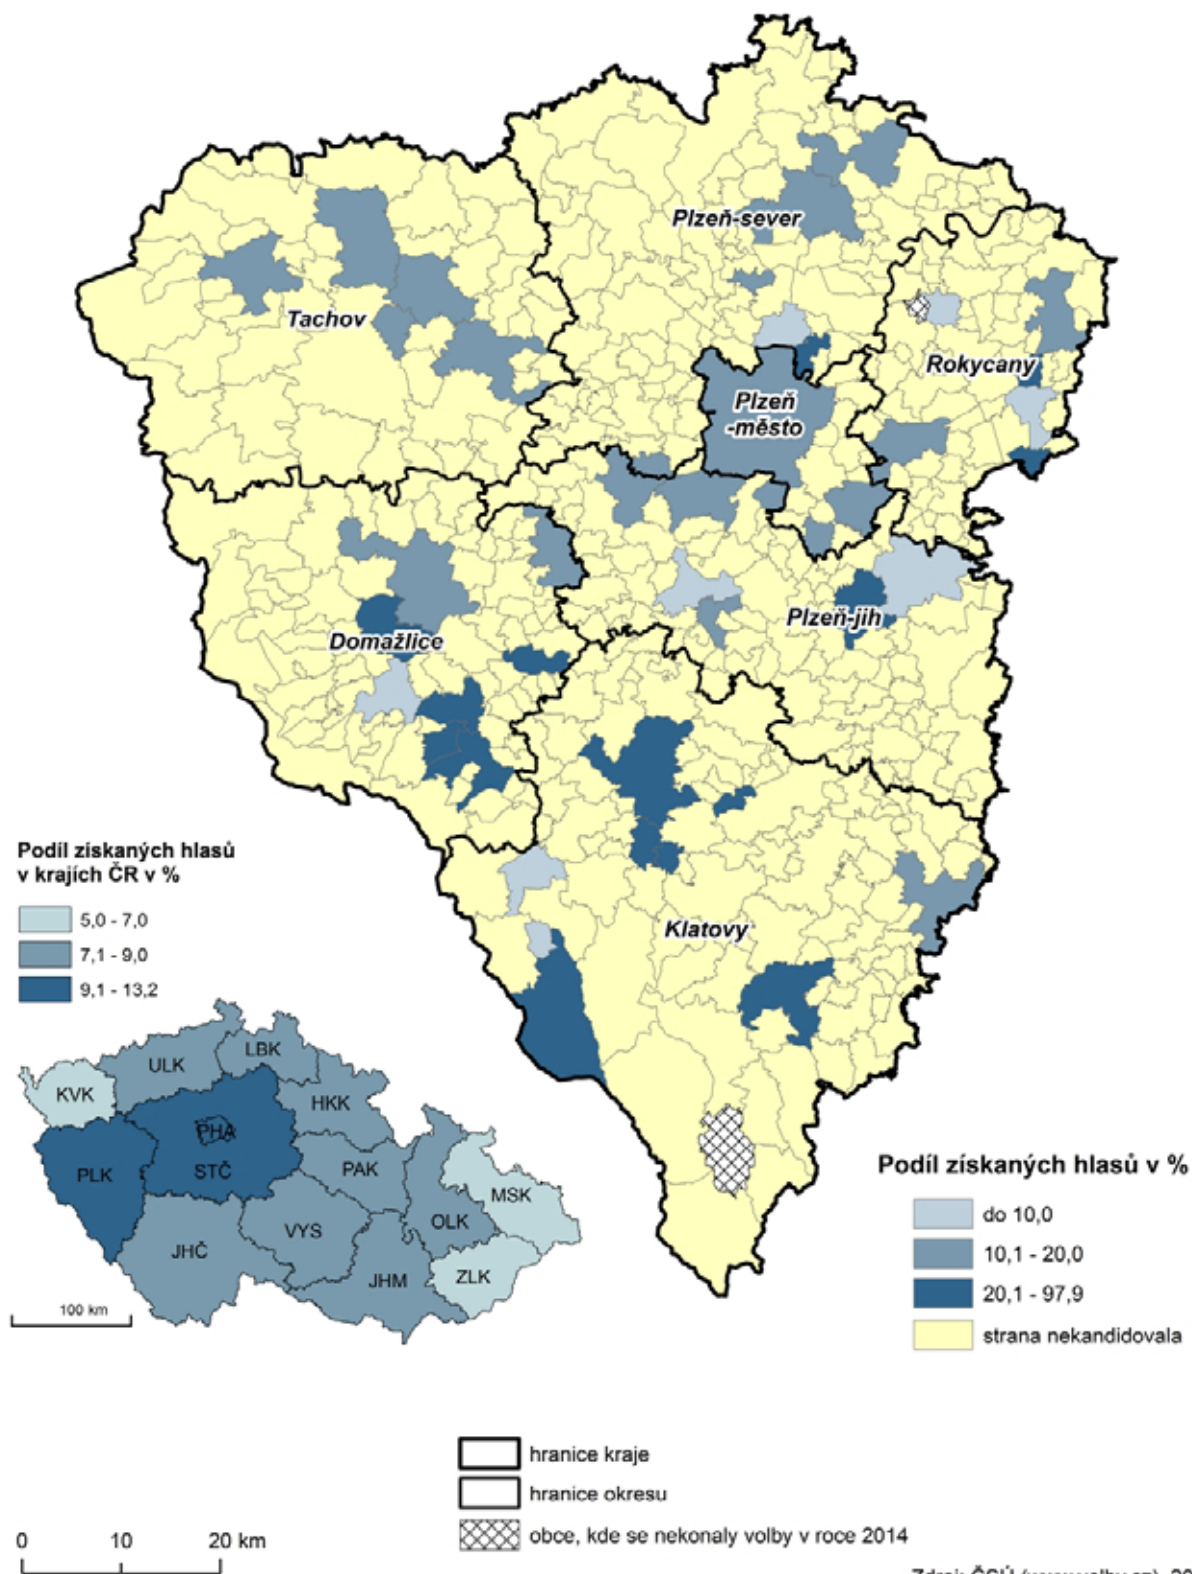 Plzeň-sever
Tachov
Rokycany
Plzeň
-město
Plzeň-jih
Domažlice
Klatovy
Podíl získaných hlasů
v krajích ČR v %
5,0 - 7,0
7,1 - 9,0
9,1 - 13,2
KVK
ULK
LBK
HKK
PHA
STČ
PLK
PAK
MSK
OLK
VYS
JHČ
JHM
ZLK
100 km
Podíl získaných hlasů v %
do 10,0
10,1 - 20,0
20,1 - 97,9
strana nekandidovala
hranice kraje
hranice okresu
obce, kde se nekonaly volby v roce 2014
0 10 20 km